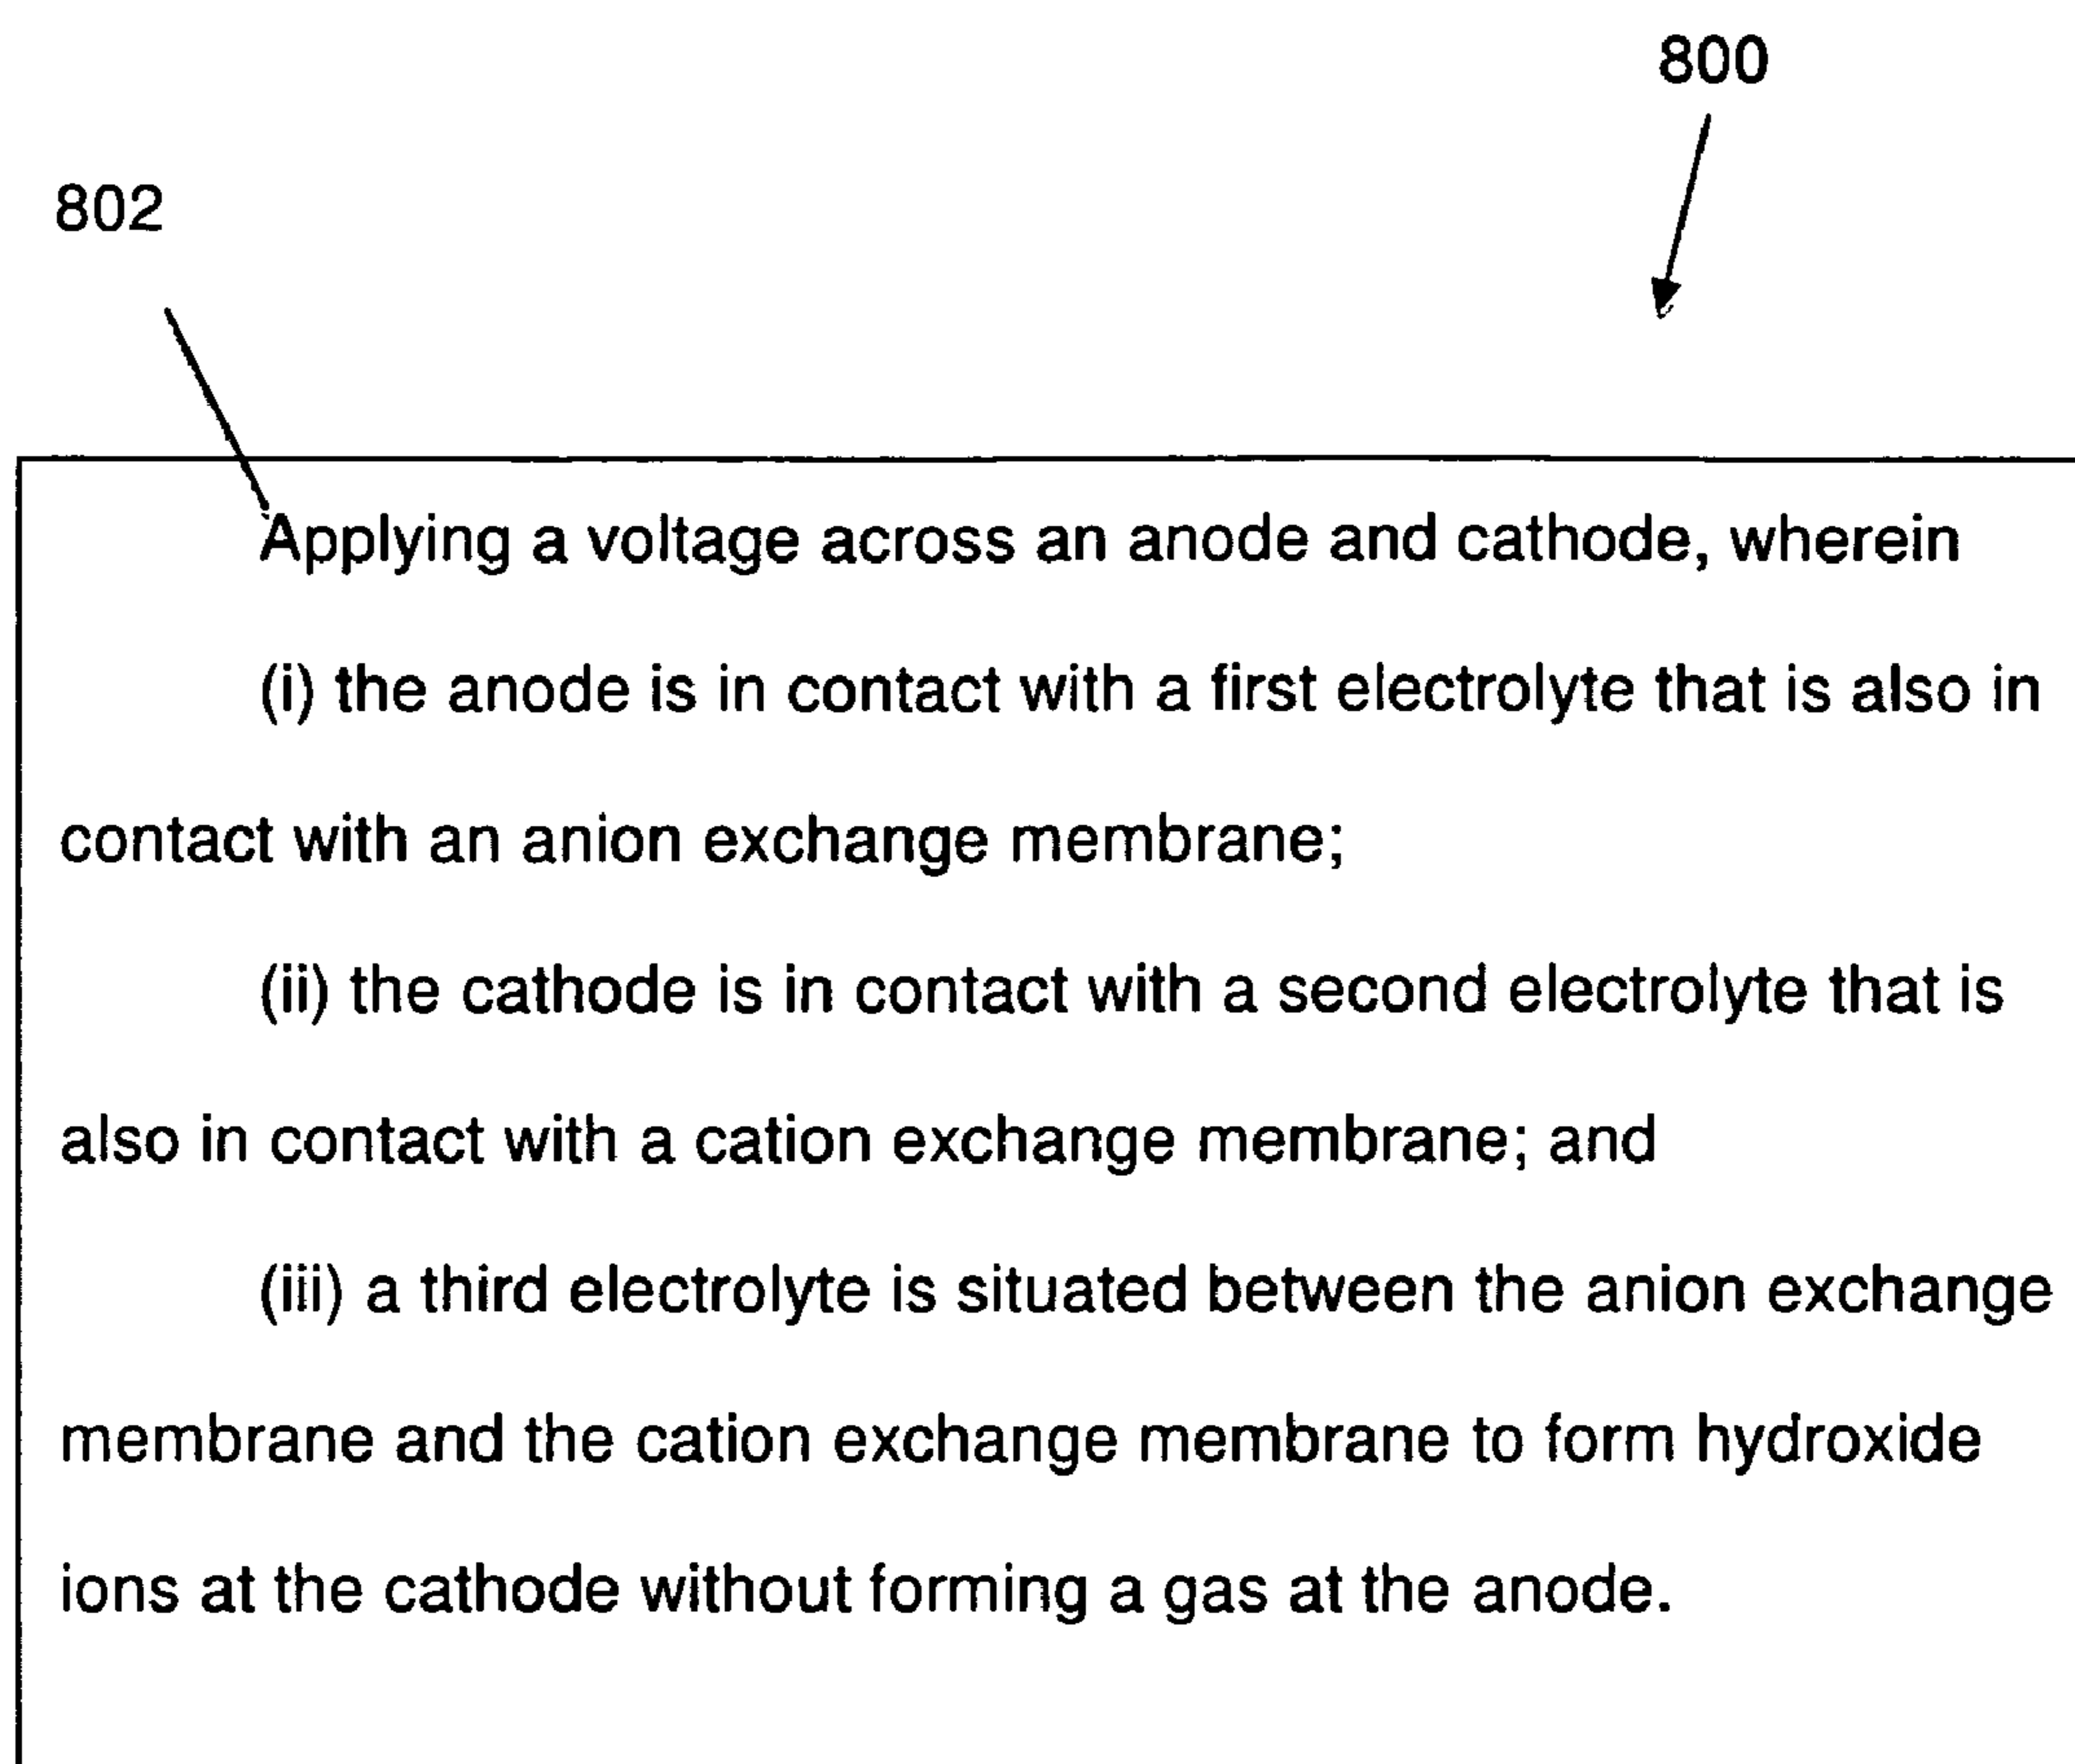 800
802
Applying a voltage across an anode and cathode, wherein
(i) the anode is in contact with a first electrolyte that is also in
contact with an anion exchange membrane;
(ii) the cathode is in contact with a second electrolyte that is
also in contact with a cation exchange membrane; and
(iii) a third electrolyte is situated between the anion exchange
membrane and the cation exchange membrane to form hydroxide
ions at the cathode without forming a gas at the anode.